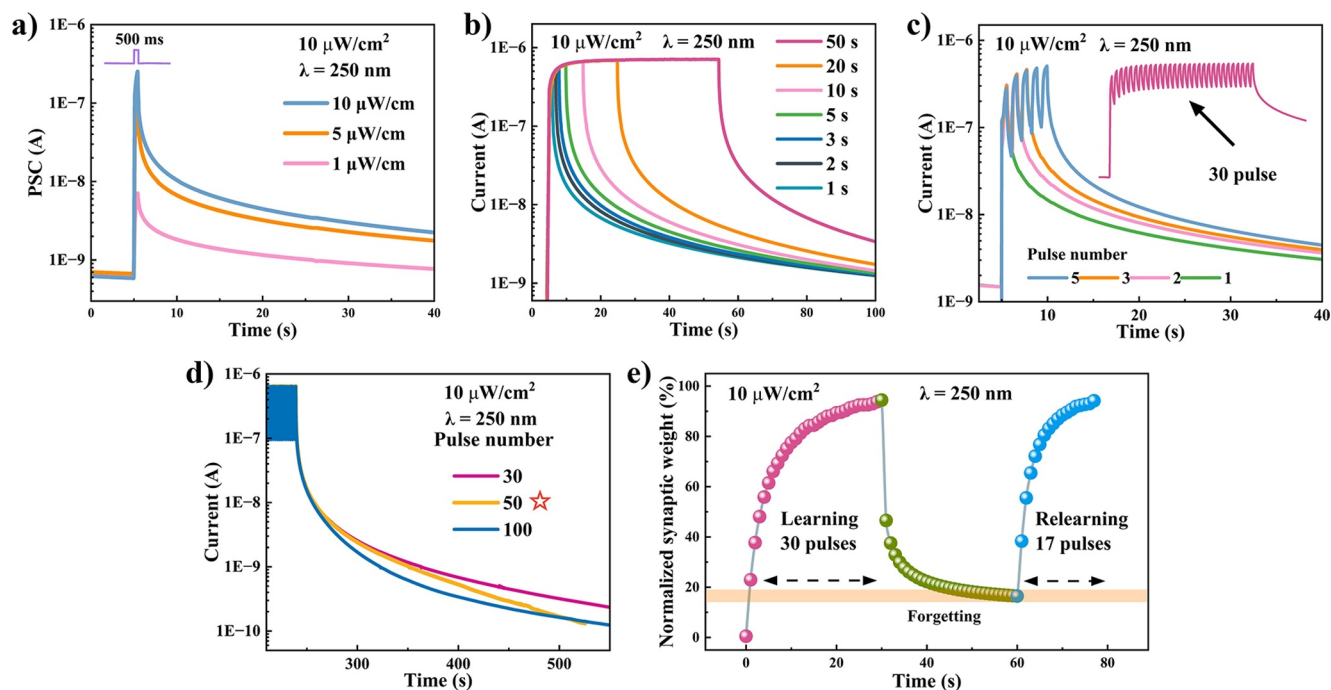 a)
1E−6
1E−7
1E−8
1E−9
PSC (A)
500 ms
10 μW/cm²
λ = 250 nm
10 μW/cm
5 μW/cm
1 μW/cm
0 10 20 30 40
Time (s)
b)
1E−6
1E−7
1E−8
1E−9
Current (A)
10 μW/cm² λ = 250 nm
50 s
20 s
10 s
5 s
3 s
2 s
1 s
0 20 40 60 80 100
Time (s)
c)
1E−6
1E−7
1E−8
1E−9
Current (A)
10 μW/cm² λ = 250 nm
30 pulse
Pulse number
5 3 2 1
10 20 30 40
Time (s)
d)
1E−6
1E−7
1E−8
1E−9
1E−10
Current (A)
10 μW/cm²
λ = 250 nm
Pulse number
30
50
100
300 400 500
Time (s)
e)
100
80
60
40
20
0
Normalized synaptic weight (%)
10 μW/cm² λ = 250 nm
Learning
30 pulses
Relearning
17 pulses
Forgetting
0 20 40 60 80
Time (s)